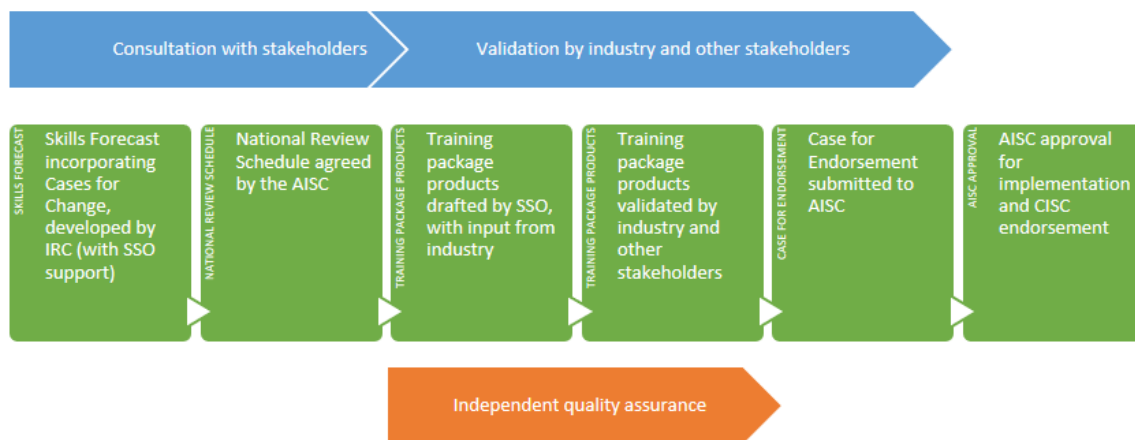 Consultation with stakeholders
Validation by industry and other stakeholders
SKILLS FORECAST
Skills Forecast
incorporating
Cases for
Change,
developed by
IRC (with SSO
support)
NATIONAL REVIEW SCHEDULE
National Review
Schedule agreed
by the AISC
TRAINING PACKAGE PRODUCTS
Training
package
products
drafted by SSO,
with input from
industry
TRAINING PACKAGE PRODUCTS
Training
package
products
validated by
industry and
other
stakeholders
CASE FOR ENDORSEMENT
Case for
Endorsement
submitted to
AISC
AISC APPROVAL
AISC approval
for
implementation
and CISC
endorsement
Independent quality assurance